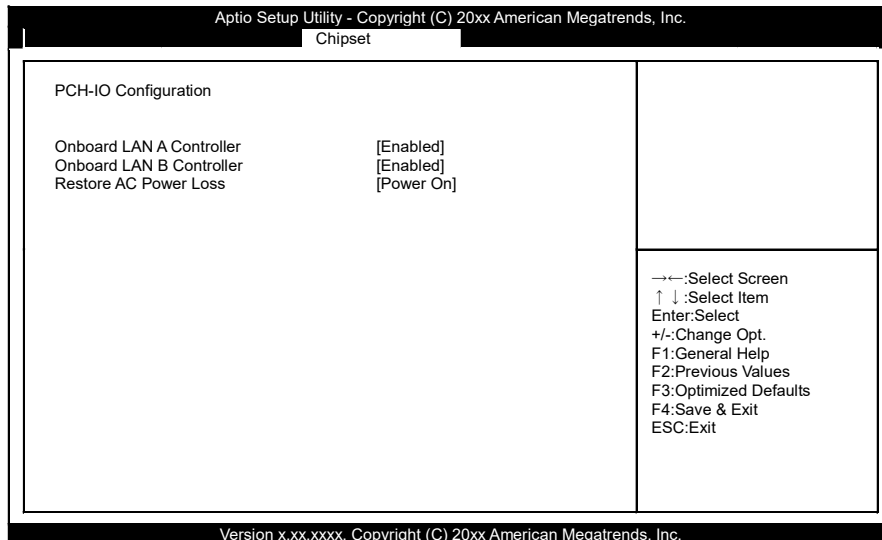 Aptio Setup Utility - Copyright (C) 20xx American Megatrends, Inc.
Chipset
PCH-IO Configuration
Onboard LAN A Controller [Enabled]
Onboard LAN B Controller [Enabled]
Restore AC Power Loss [Power On]
→←:Select Screen
↑↓:Select Item
Enter:Select
+/-:Change Opt.
F1:General Help
F2:Previous Values
F3:Optimized Defaults
F4:Save & Exit
ESC:Exit
Version x.xx.xxxx. Copyright (C) 20xx American Megatrends, Inc.